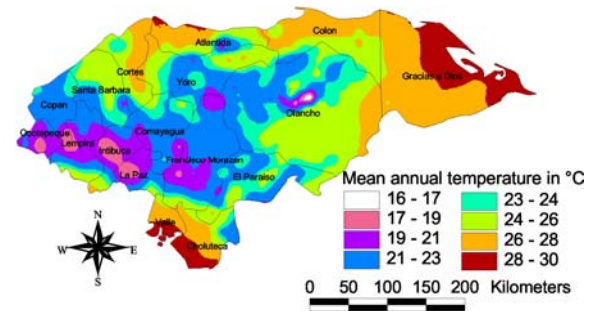 Colon
Atlantida
Cortes
Yoro
Gracias a Dios
Santa Barbara
Copan
Olancho
Ocotepeque
Comayagua
Lempira
Intibuca
Francisco Morazan
La Paz
El Paraiso
Valle
Choluteca
N
W E
S
Mean annual temperature in °C
16 - 17 23 - 24
17 - 19 24 - 26
19 - 21 26 - 28
21 - 23 28 - 30
0 50 100 150 200 Kilometers